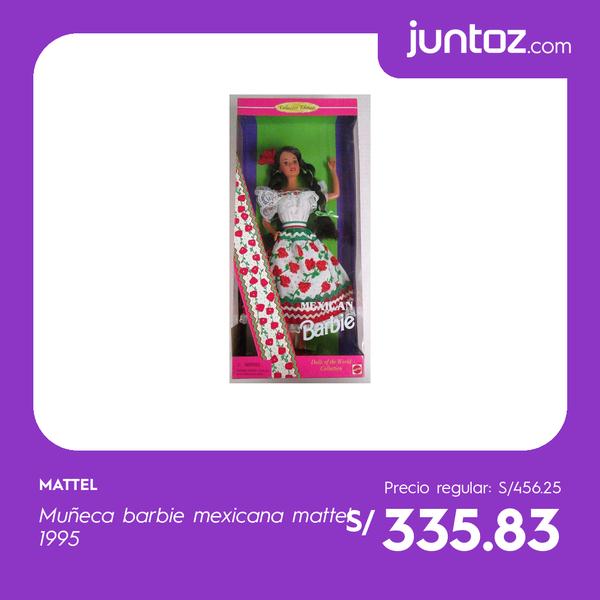 juntoz.com
Collector Edition
MEXICAN
Barbie
Dolls of the World
Collection
MATTEL
Precio regular: S/456.25
Muñeca barbie mexicana mattel
1995
S/ 335.83